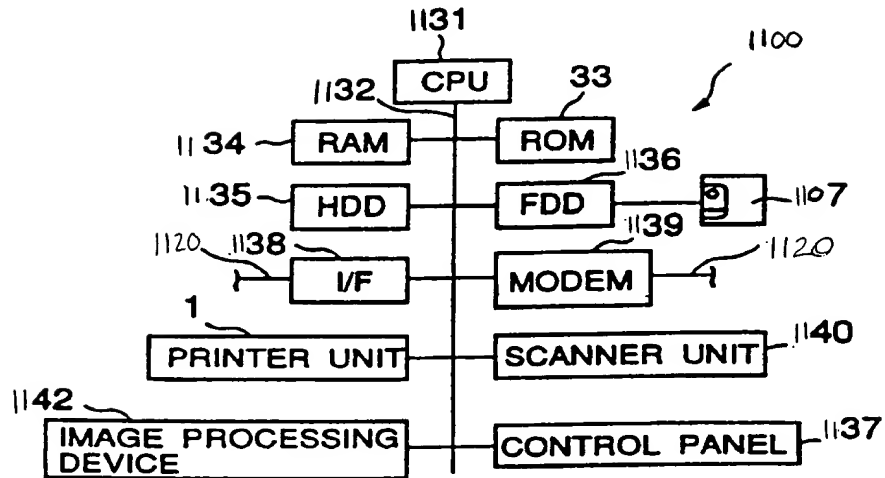 1131
1100
CPU
1132
33
1134
RAM
ROM
1135
1136
HDD
FDD
1107
1120
1138
1139
1120
I/F
MODEM
1
PRINTER UNIT
SCANNER UNIT
1140
1142
IMAGE PROCESSING
DEVICE
CONTROL PANEL
1137